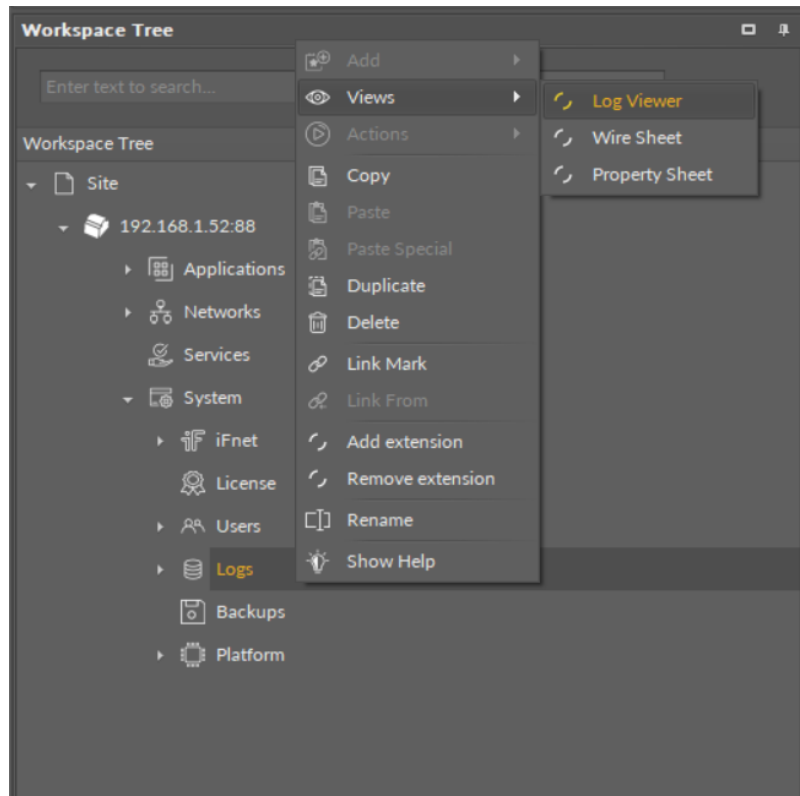 Workspace Tree
Enter text to search...
Workspace Tree
Site
192.168.1.52:88
Applications
Networks
Services
System
iFnet
License
Users
Logs
Backups
Platform
Add
Views
Actions
Copy
Paste
Paste Special
Duplicate
Delete
Link Mark
Link From
Add extension
Remove extension
Rename
Show Help
Log Viewer
Wire Sheet
Property Sheet